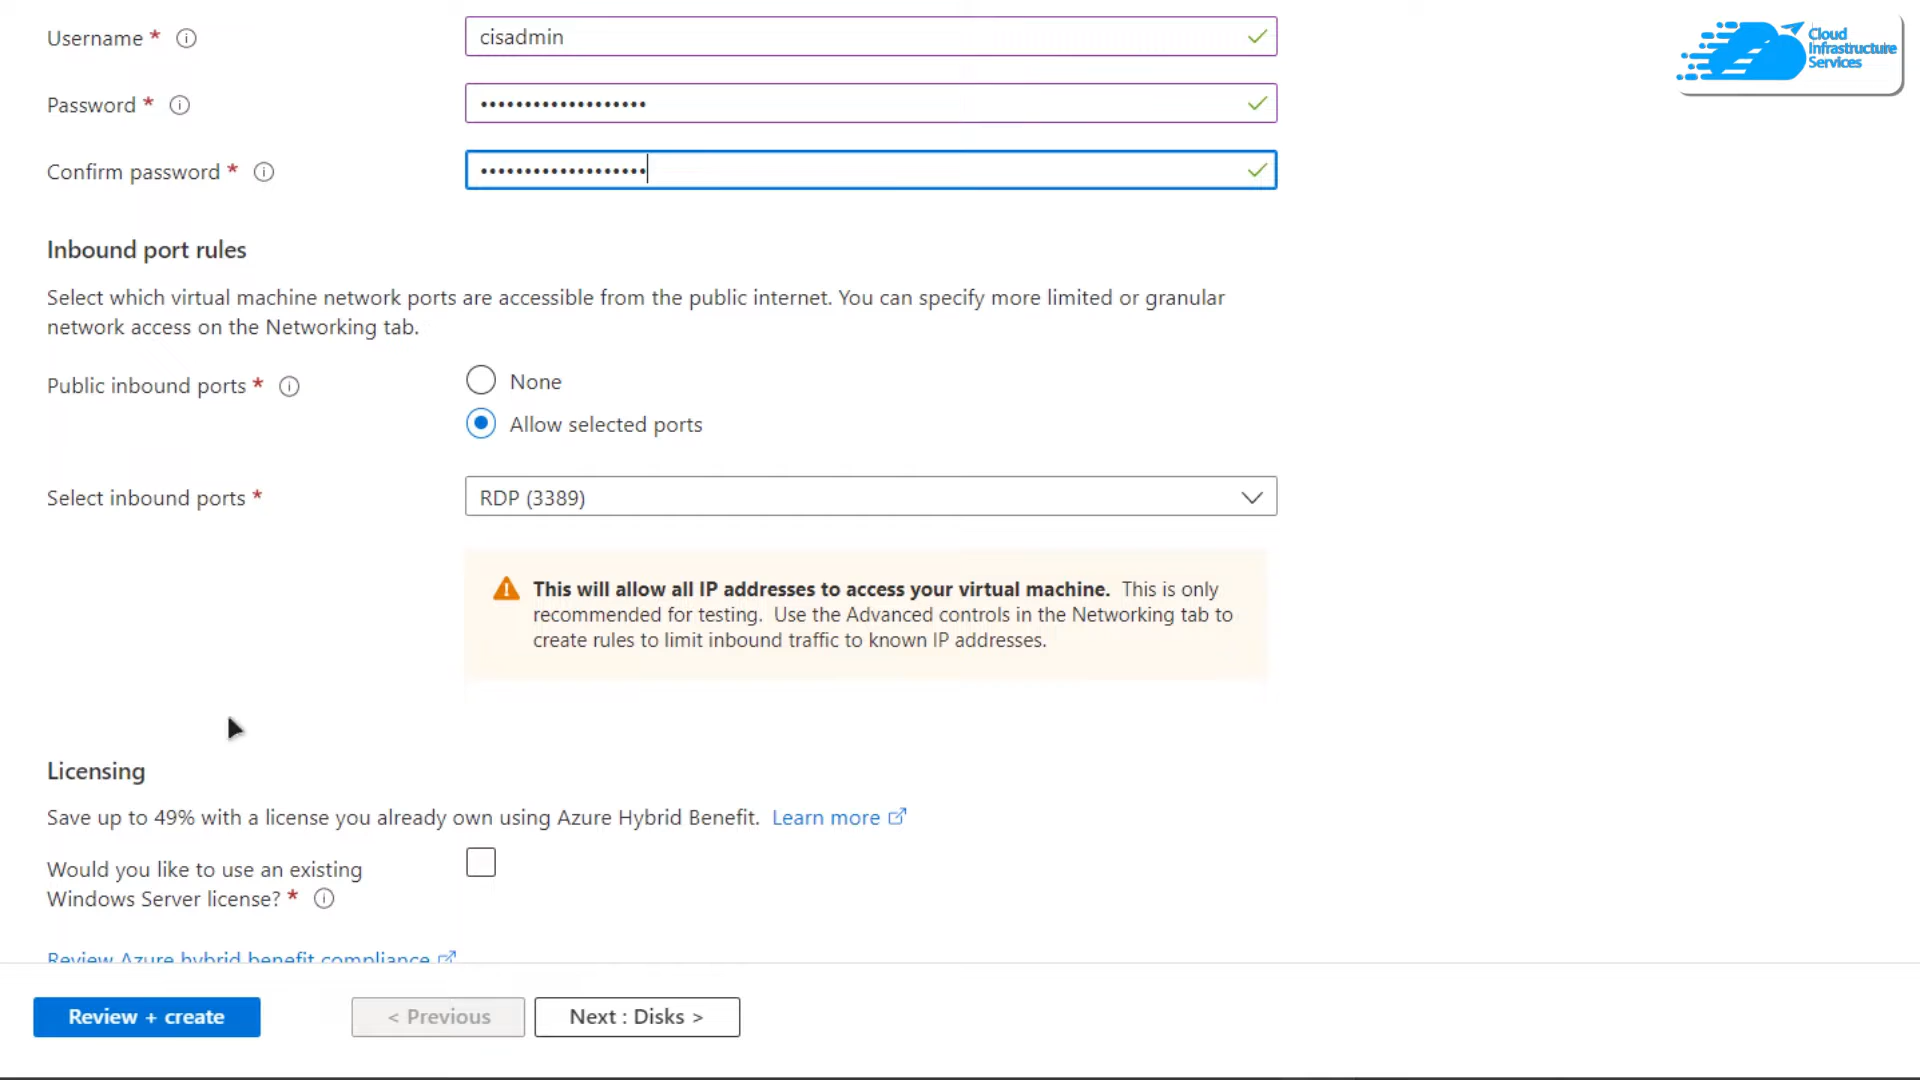 Username *
cisadmin
Cloud
Infrastructure
Services
Password *
•••••••••••••••••••
Confirm password *
•••••••••••••••••••
Inbound port rules
Select which virtual machine network ports are accessible from the public internet. You can specify more limited or granular
network access on the Networking tab.
Public inbound ports *
None
Allow selected ports
Select inbound ports *
RDP (3389)
This will allow all IP addresses to access your virtual machine. This is only
recommended for testing. Use the Advanced controls in the Networking tab to
create rules to limit inbound traffic to known IP addresses.
Licensing
Save up to 49% with a license you already own using Azure Hybrid Benefit. Learn more
Would you like to use an existing
Windows Server license? *
Review Azure hybrid benefit compliance
Review + create
< Previous
Next : Disks >